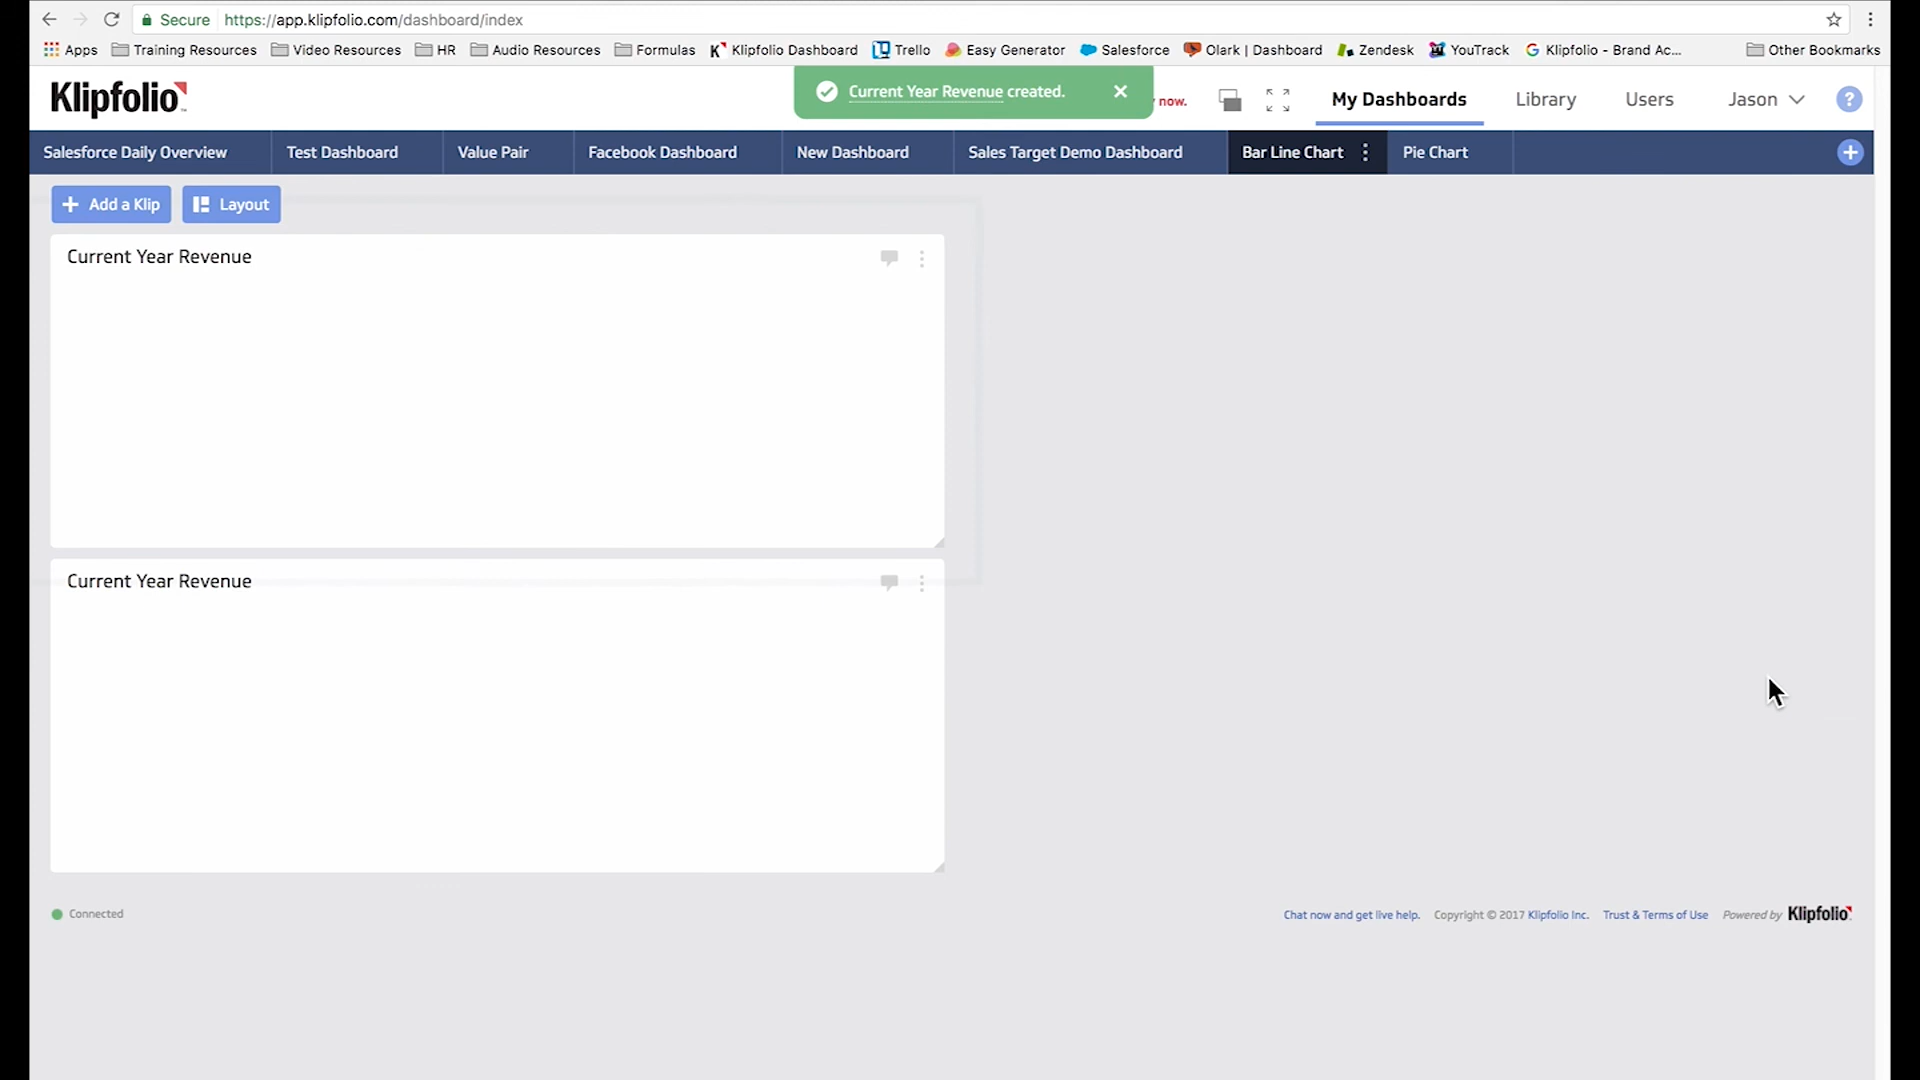 Secure https://app.klipfolio.com/dashboard/index
Apps Training Resources Video Resources HR Audio Resources Formulas Klipfolio Dashboard Trello Easy Generator Salesforce Olark | Dashboard Zendesk YouTrack Klipfolio - Brand Ac... Other Bookmarks
Klipfolio Current Year Revenue created. now. My Dashboards Library Users Jason ?
Salesforce Daily Overview Test Dashboard Value Pair Facebook Dashboard New Dashboard Sales Target Demo Dashboard Bar Line Chart Pie Chart
Add a Klip Layout
Current Year Revenue
Current Year Revenue
Connected Chat now and get live help. Copyright © 2017 Klipfolio Inc. Trust & Terms of Use Powered by Klipfolio